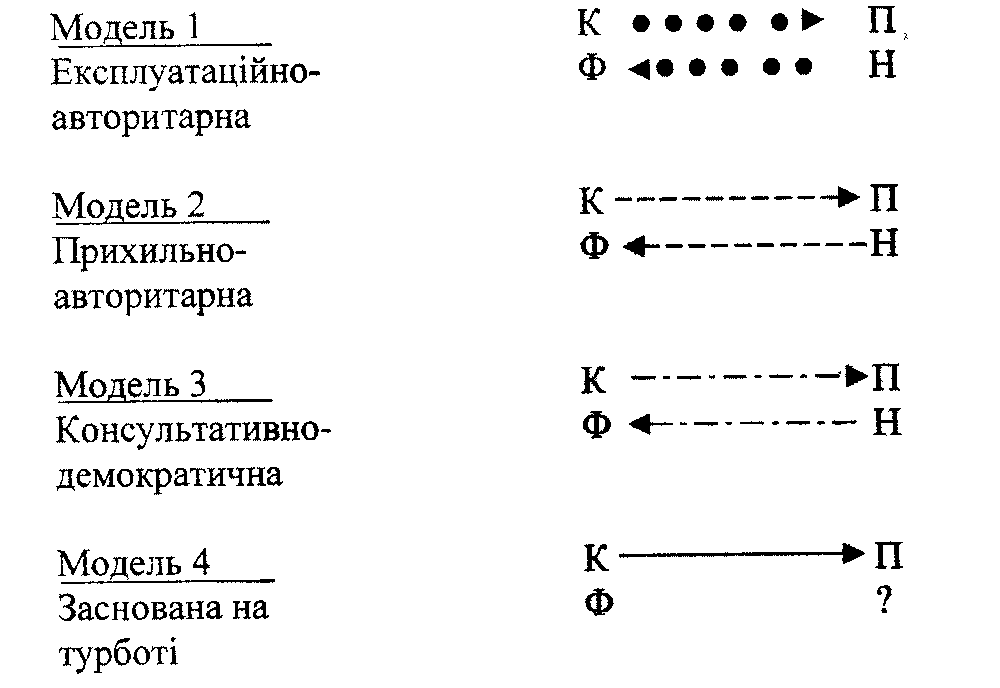 Модель 1 К П
Експлуатаційно- Ф Н
авторитарна
Модель 2 К П
Прихильно- Ф Н
авторитарна
Модель 3 К П
Консультативно- Ф Н
демократична
Модель 4 К П
Заснована на Ф ?
турботі